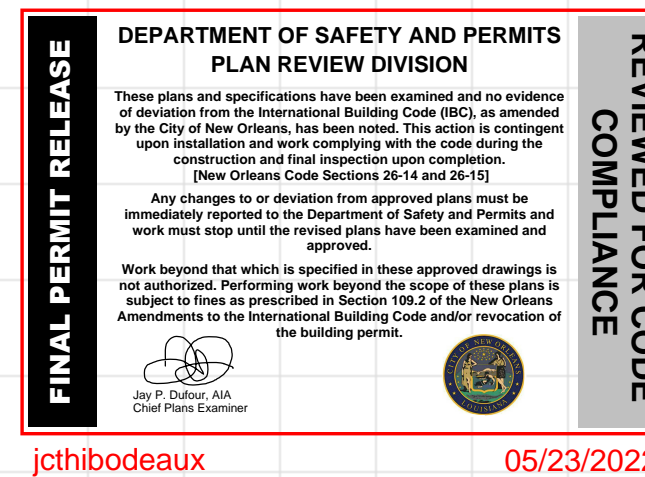 FINAL PERMIT RELEASE
DEPARTMENT OF SAFETY AND PERMITS
PLAN REVIEW DIVISION
These plans and specifications have been examined and no evidence
of deviation from the International Building Code (IBC), as amended
by the City of New Orleans, has been noted. This action is contingent
upon installation and work complying with the code during the
construction and final inspection upon completion.
[New Orleans Code Sections 26-14 and 26-15]
Any changes to or deviation from approved plans must be
immediately reported to the Department of Safety and Permits and
work must stop until the revised plans have been examined and
approved.
Work beyond that which is specified in these approved drawings is
not authorized. Performing work beyond the scope of these plans is
subject to fines as prescribed in Section 109.2 of the New Orleans
Amendments to the International Building Code and/or revocation of
the building permit.
Jay P. Dufour, AIA
Chief Plans Examiner
CITY OF NEW ORLEANS
LOUISIANA
REVIEWED FOR CODE
COMPLIANCE
jcthibodeaux
05/23/2022